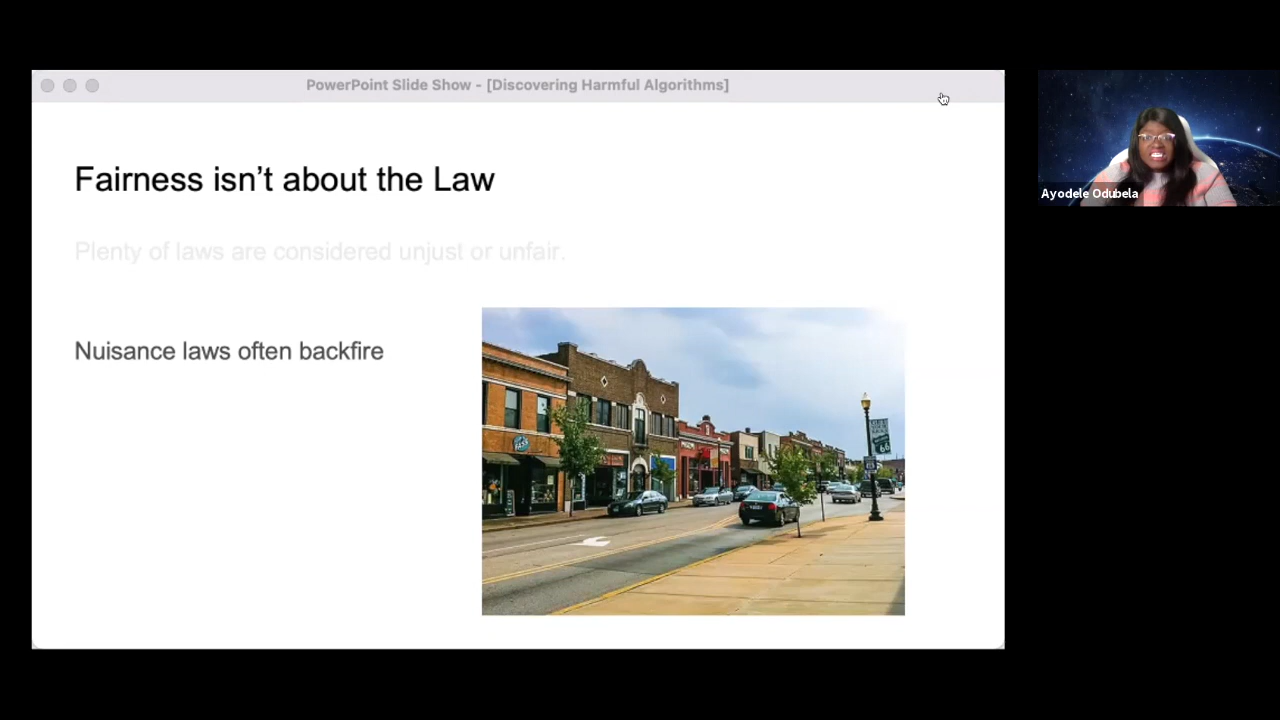 PowerPoint Slide Show - [Discovering Harmful Algorithms]
Fairness isn’t about the Law
Plenty of laws are considered unjust or unfair.
Nuisance laws often backfire
66
Ayodele Odubela